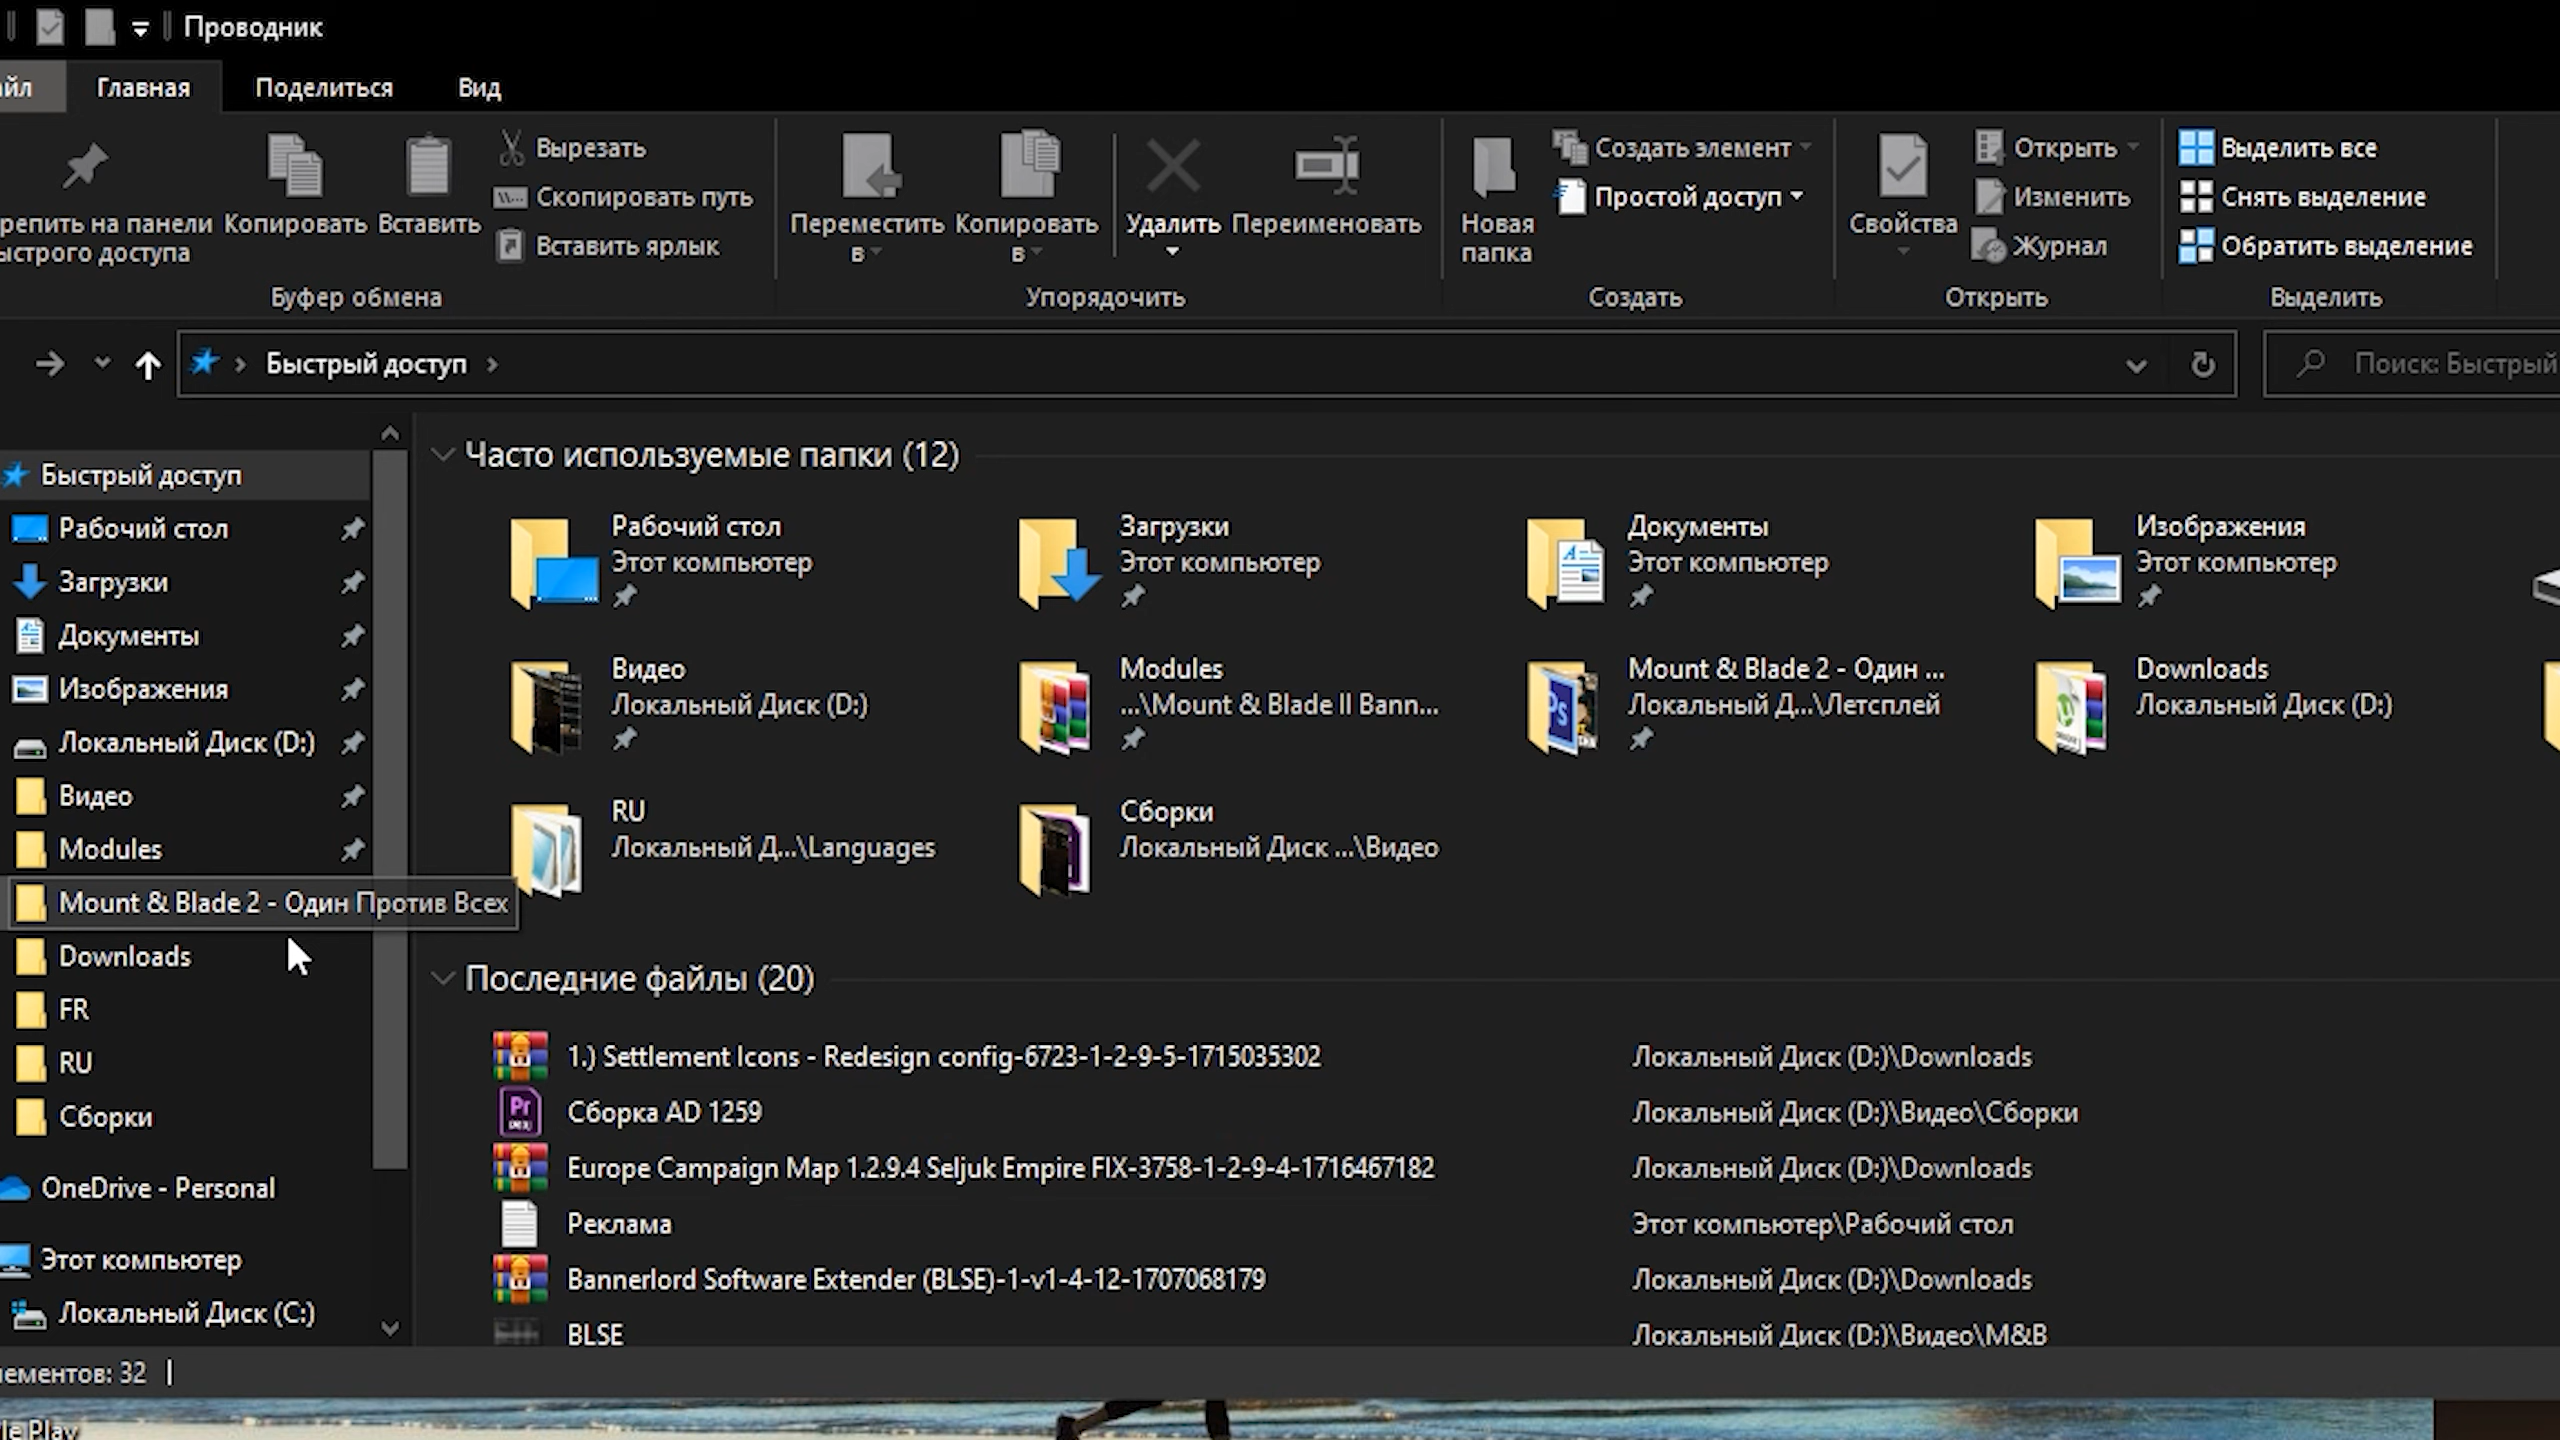 Проводник
айл Главная Поделиться Вид
репить на панели
ыстрого доступа
Копировать
Вставить
Вырезать
Скопировать путь
Вставить ярлык
Буфер обмена
Переместить
в
Копировать
в
Удалить
Переименовать
Упорядочить
Новая
папка
Создать элемент
Простой доступ
Создать
Свойства
Открыть
Изменить
Журнал
Открыть
Выделить все
Снять выделение
Обратить выделение
Выделить
Быстрый доступ
Поиск: Быстрый
Быстрый доступ
Рабочий стол
Загрузки
Документы
Изображения
Локальный Диск (D:)
Видео
Modules
Mount & Blade 2 - Один Против Всех
Downloads
FR
RU
Сборки
OneDrive - Personal
Этот компьютер
Локальный Диск (C:)
Часто используемые папки (12)
Рабочий стол
Этот компьютер
Загрузки
Этот компьютер
Документы
Этот компьютер
Изображения
Этот компьютер
Видео
Локальный Диск (D:)
Modules
...\Mount & Blade II Bann...
Mount & Blade 2 - Один ...
Локальный Д...\Летсплей
Downloads
Локальный Диск (D:)
RU
Локальный Д...\Languages
Сборки
Локальный Диск ...\Видео
Последние файлы (20)
1.) Settlement Icons - Redesign config-6723-1-2-9-5-1715035302 Локальный Диск (D:)\Downloads
Сборка AD 1259 Локальный Диск (D:)\Видео\Сборки
Europe Campaign Map 1.2.9.4 Seljuk Empire FIX-3758-1-2-9-4-1716467182 Локальный Диск (D:)\Downloads
Реклама Этот компьютер\Рабочий стол
Bannerlord Software Extender (BLSE)-1-v1-4-12-1707068179 Локальный Диск (D:)\Downloads
BLSE Локальный Диск (D:)\Видео\M&B
лементов: 32
le Play